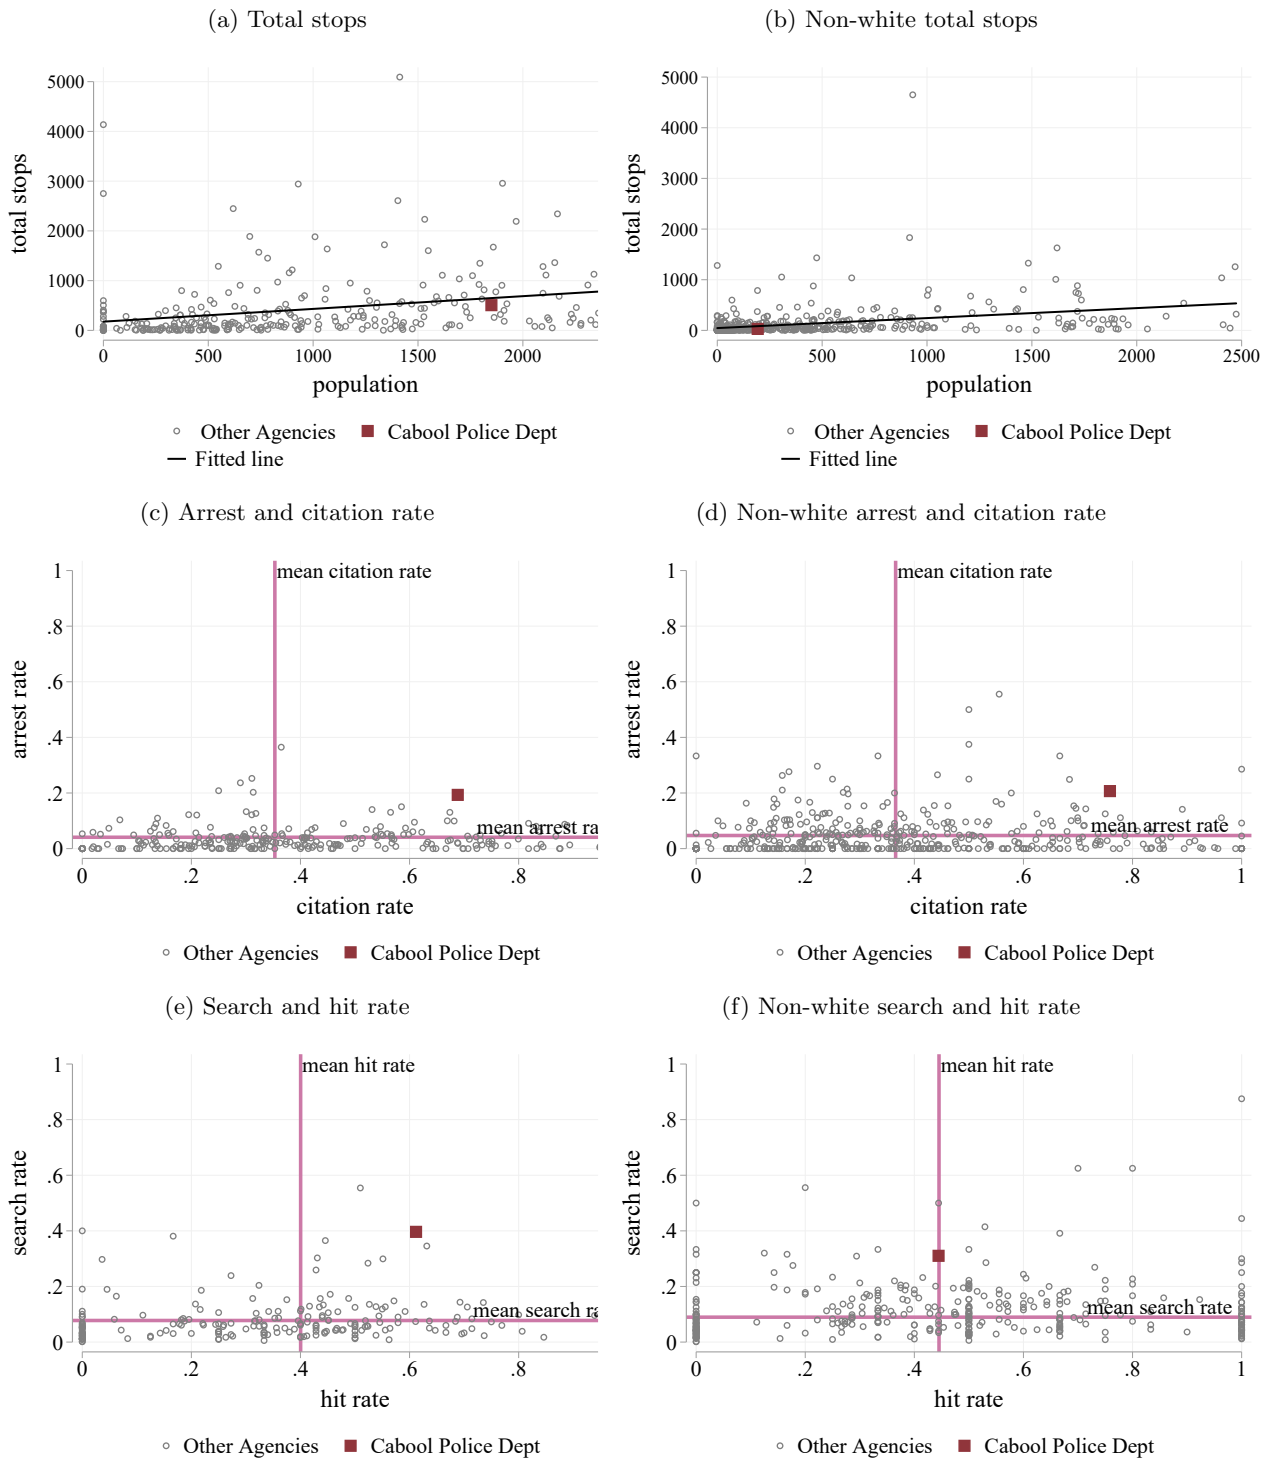 (a) Total stops
total stops
5000
4000
3000
2000
1000
0
0 500 1000 1500 2000
population
Other Agencies Cabool Police Dept
Fitted line
(b) Non-white total stops
total stops
5000
4000
3000
2000
1000
0
0 500 1000 1500 2000 2500
population
Other Agencies Cabool Police Dept
Fitted line
(c) Arrest and citation rate
arrest rate
1
.8
.6
.4
.2
0
mean citation rate
mean arrest ra
0 .2 .4 .6 .8
citation rate
Other Agencies Cabool Police Dept
(d) Non-white arrest and citation rate
arrest rate
1
.8
.6
.4
.2
0
mean citation rate
mean arrest rate
0 .2 .4 .6 .8 1
citation rate
Other Agencies Cabool Police Dept
(e) Search and hit rate
search rate
1
.8
.6
.4
.2
0
mean hit rate
mean search ra
0 .2 .4 .6 .8
hit rate
Other Agencies Cabool Police Dept
(f) Non-white search and hit rate
search rate
1
.8
.6
.4
.2
0
mean hit rate
mean search rate
0 .2 .4 .6 .8 1
hit rate
Other Agencies Cabool Police Dept